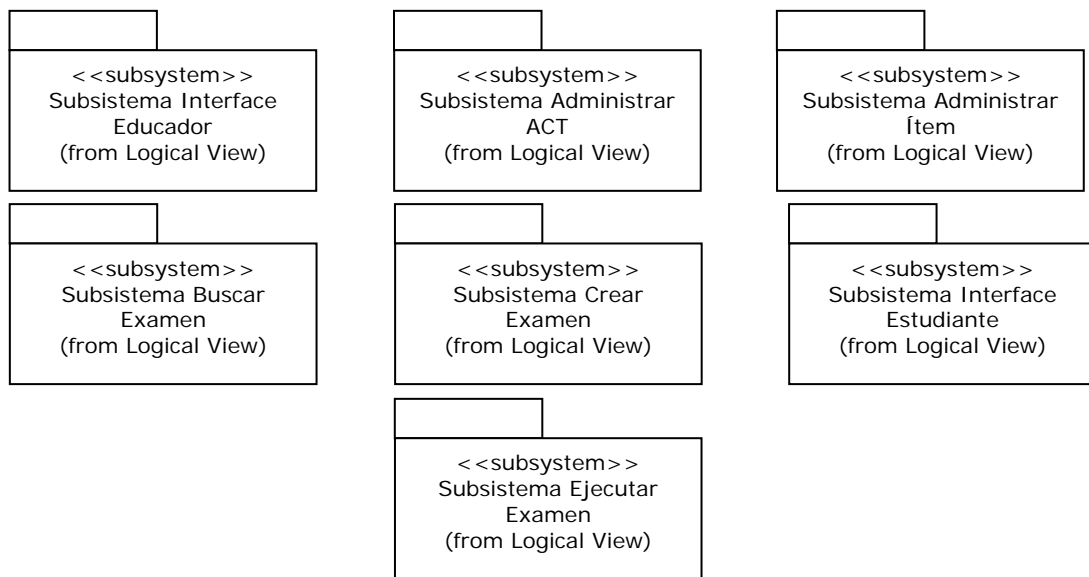 <<subsystem>>
Subsistema Interface
Educador
(from Logical View)
<<subsystem>>
Subsistema Administrar
ACT
(from Logical View)
<<subsystem>>
Subsistema Administrar
Ítem
(from Logical View)
<<subsystem>>
Subsistema Buscar
Examen
(from Logical View)
<<subsystem>>
Subsistema Crear
Examen
(from Logical View)
<<subsystem>>
Subsistema Interface
Estudiante
(from Logical View)
<<subsystem>>
Subsistema Ejecutar
Examen
(from Logical View)